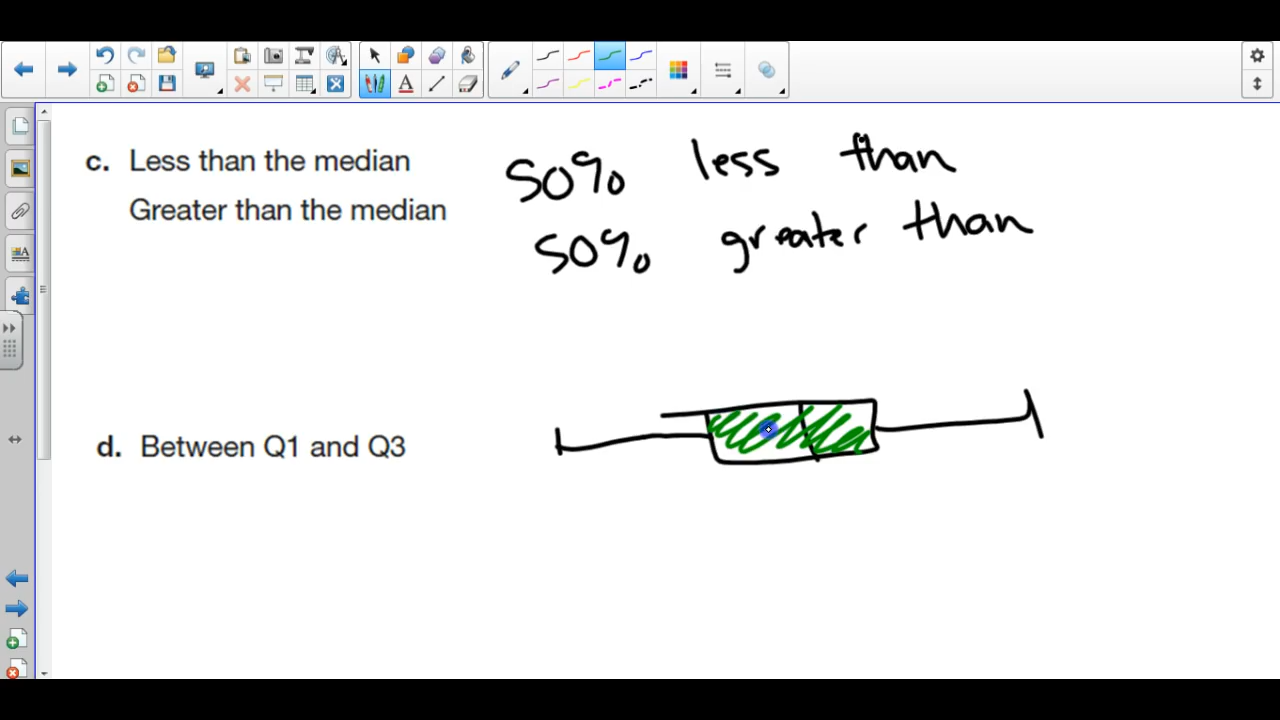 c. Less than the median
Greater than the median
50% less than
50% greater than
d. Between Q1 and Q3